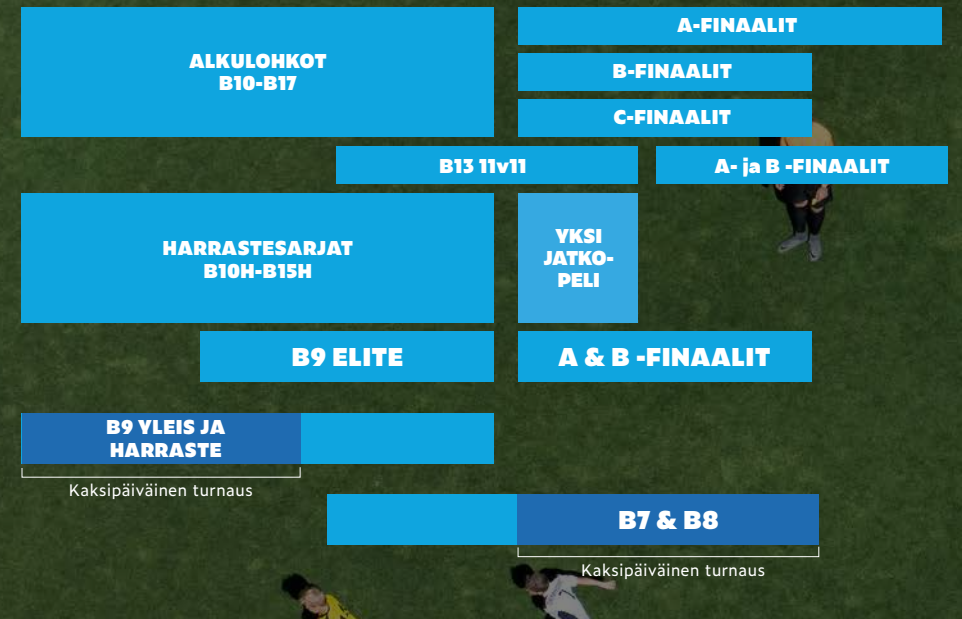 ALKULOHKOT
B10-B17
A-FINAALIT
B-FINAALIT
C-FINAALIT
B13 11v11
A- ja B -FINAALIT
HARRASTESARJAT
B10H-B15H
YKSI
JATKO-
PELI
B9 ELITE
A & B -FINAALIT
B9 YLEIS JA
HARRASTE
Kaksipäiväinen turnaus
B7 & B8
Kaksipäiväinen turnaus